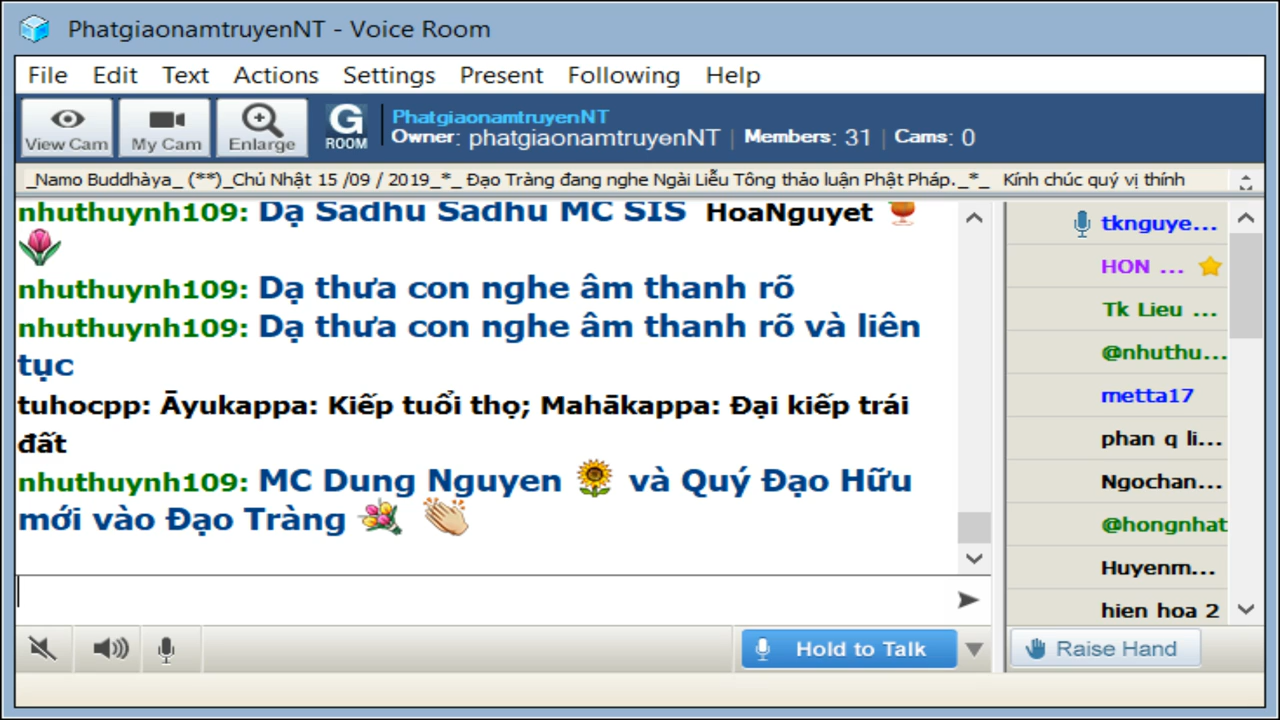 PhatgiaonamtruyenNT - Voice Room
File Edit Text Actions Settings Present Following Help
View Cam My Cam Enlarge G ROOM
PhatgiaonamtruyenNT
Owner: phatgiaonamtruyenNT | Members: 31 | Cams: 0
_Namo Buddhàya_ (**)_Chủ Nhật 15 /09 / 2019_*_ Đạo Tràng đang nghe Ngài Liễu Tông thảo luận Phật Pháp._*_ Kính chúc quý vị thính
nhuthuynh109: Dạ Sadhu Sadhu MC SIS HoaNguyet
nhuthuynh109: Dạ thưa con nghe âm thanh rõ
nhuthuynh109: Dạ thưa con nghe âm thanh rõ và liên
tục
tuhocpp: Āyukappa: Kiếp tuổi thọ; Mahākappa: Đại kiếp trái
đất
nhuthuynh109: MC Dung Nguyen và Quý Đạo Hữu
mới vào Đạo Tràng
tknguye...
HON ...
Tk Lieu ...
@nhuthu...
metta17
phan q li...
Ngochan...
@hongnhat
Huyenm...
hien hoa 2
Hold to Talk
Raise Hand